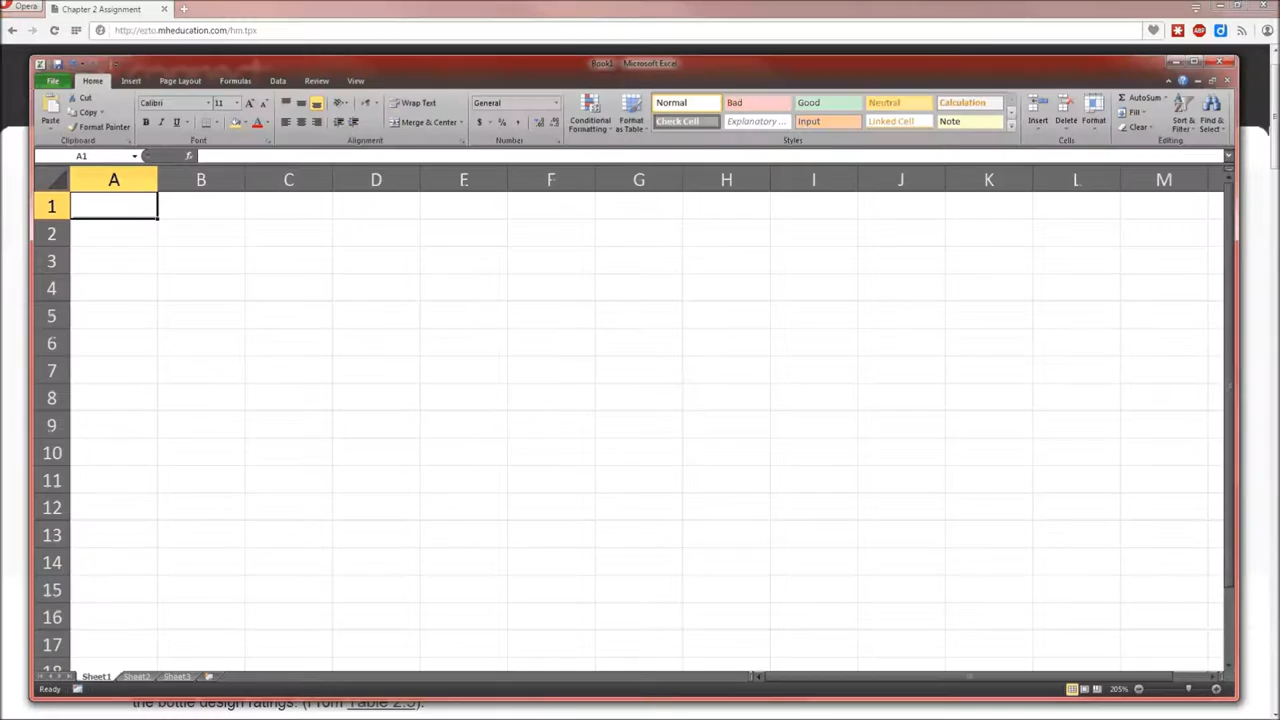 Opera
Chapter 2 Assignment
http://ezto.mheducation.com/hm.tpx
Book1 - Microsoft Excel
File Home Insert Page Layout Formulas Data Review View
Paste
Cut
Copy
Format Painter
Clipboard
Calibri 11
B I U
Font
Wrap Text
Merge & Center
Alignment
General
$ % ,
Number
Conditional Formatting
Format as Table
Normal Bad Good Neutral Calculation
Check Cell Explanatory ... Input Linked Cell Note
Styles
Insert Delete Format
Cells
Σ AutoSum
Fill
Clear
Sort & Filter
Find & Select
Editing
A1 fx
A B C D E F G H I J K L M
1
2
3
4
5
6
7
8
9
10
11
12
13
14
15
16
17
18
Sheet1 Sheet2 Sheet3
Ready 205%
the bottle design ratings. (From Table 2.5).